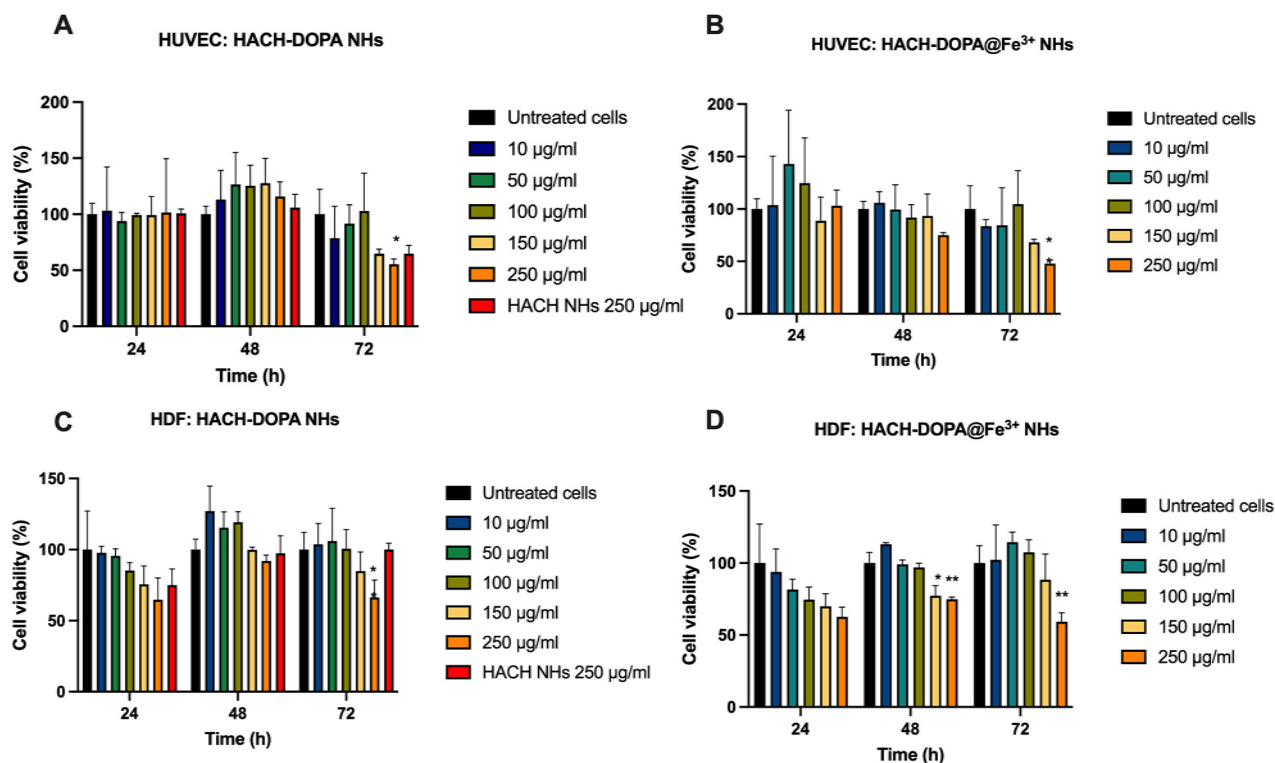 A
HUVEC: HACH-DOPA NHs
Cell viability (%)
200
150
100
50
0
*
24
48
72
Time (h)
Untreated cells
10 µg/ml
50 µg/ml
100 µg/ml
150 µg/ml
250 µg/ml
HACH NHs 250 µg/ml
B
HUVEC: HACH-DOPA@Fe³⁺ NHs
Cell viability (%)
200
150
100
50
0
*
*
24
48
72
Time (h)
Untreated cells
10 µg/ml
50 µg/ml
100 µg/ml
150 µg/ml
250 µg/ml
C
HDF: HACH-DOPA NHs
Cell viability (%)
150
100
50
0
*
*
24
48
72
Time (h)
Untreated cells
10 µg/ml
50 µg/ml
100 µg/ml
150 µg/ml
250 µg/ml
HACH NHs 250 µg/ml
D
HDF: HACH-DOPA@Fe³⁺ NHs
Cell viability (%)
150
100
50
0
* **
**
24
48
72
Time (h)
Untreated cells
10 µg/ml
50 µg/ml
100 µg/ml
150 µg/ml
250 µg/ml